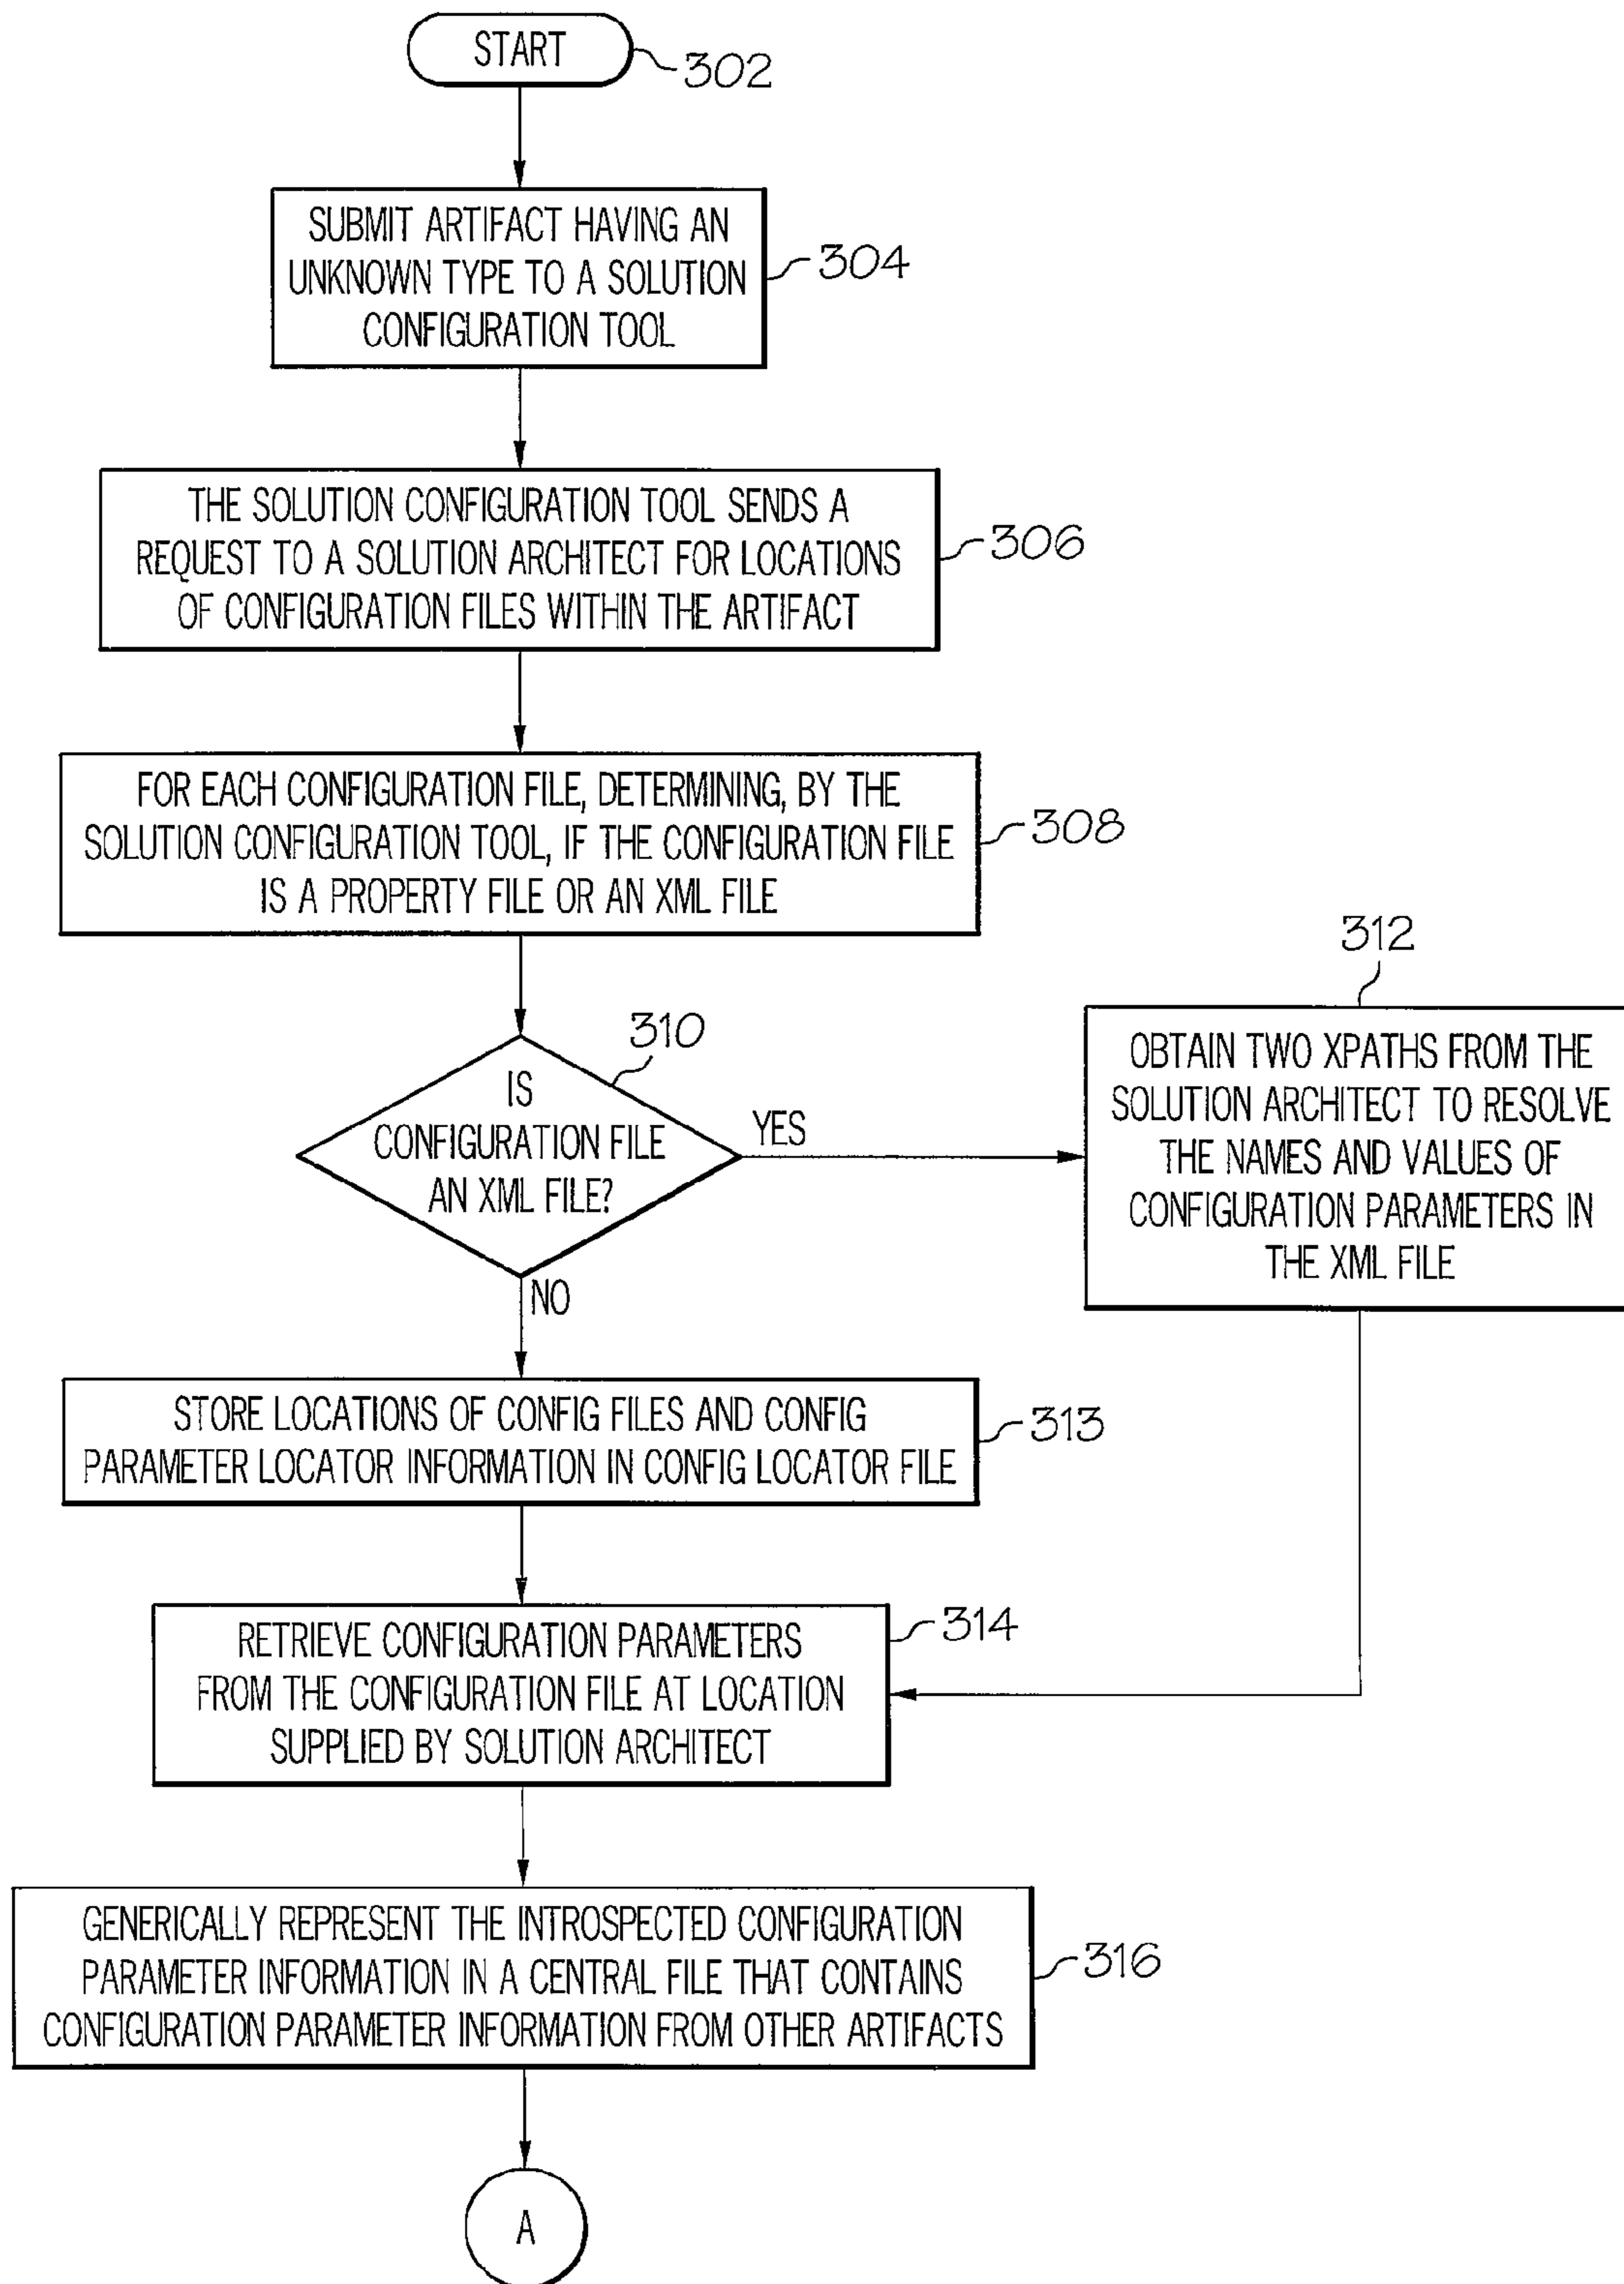 START
302
SUBMIT ARTIFACT HAVING AN
UNKNOWN TYPE TO A SOLUTION
CONFIGURATION TOOL
304
THE SOLUTION CONFIGURATION TOOL SENDS A
REQUEST TO A SOLUTION ARCHITECT FOR LOCATIONS
OF CONFIGURATION FILES WITHIN THE ARTIFACT
306
FOR EACH CONFIGURATION FILE, DETERMINING, BY THE
SOLUTION CONFIGURATION TOOL, IF THE CONFIGURATION FILE
IS A PROPERTY FILE OR AN XML FILE
308
310
IS
CONFIGURATION FILE
AN XML FILE?
YES
NO
312
OBTAIN TWO XPATHS FROM THE
SOLUTION ARCHITECT TO RESOLVE
THE NAMES AND VALUES OF
CONFIGURATION PARAMETERS IN
THE XML FILE
STORE LOCATIONS OF CONFIG FILES AND CONFIG
PARAMETER LOCATOR INFORMATION IN CONFIG LOCATOR FILE
313
RETRIEVE CONFIGURATION PARAMETERS
FROM THE CONFIGURATION FILE AT LOCATION
SUPPLIED BY SOLUTION ARCHITECT
314
GENERICALLY REPRESENT THE INTROSPECTED CONFIGURATION
PARAMETER INFORMATION IN A CENTRAL FILE THAT CONTAINS
CONFIGURATION PARAMETER INFORMATION FROM OTHER ARTIFACTS
316
A